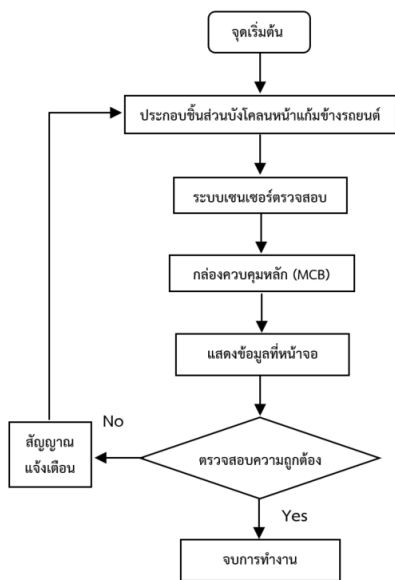 จุดเริ่มต้น
ประกอบชิ้นส่วนบังโคลนหน้าแก้มข้างรถยนต์
ระบบเซนเซอร์ตรวจสอบ
กล่องควบคุมหลัก (MCB)
แสดงข้อมูลที่หน้าจอ
No
สัญญาณ
แจ้งเตือน
ตรวจสอบความถูกต้อง
Yes
จบการทำงาน